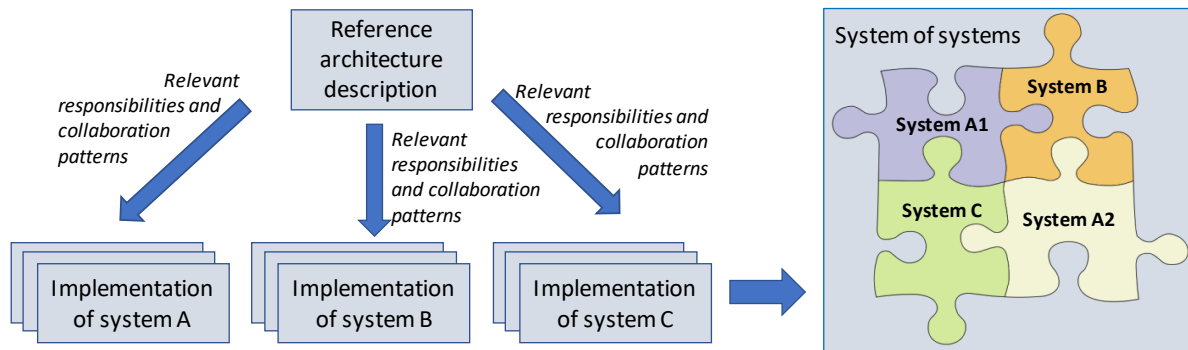 Reference
architecture
description
Relevant
responsibilities and
collaboration
patterns
Relevant
responsibilities
and collaboration
patterns
Relevant
responsibilities and
collaboration
patterns
Implementation
of system A
Implementation
of system B
Implementation
of system C
System of systems
System B
System A1
System C
System A2